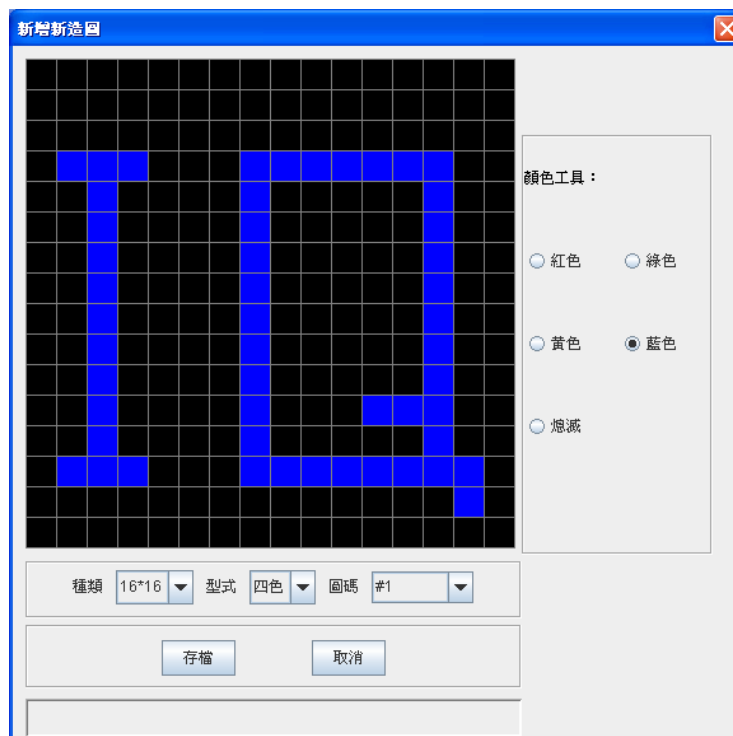 新增新造圖
IQ
顏色工具：
紅色 綠色
黃色 藍色
熄滅
種類 16*16 型式 四色 圖碼 #1
存檔 取消